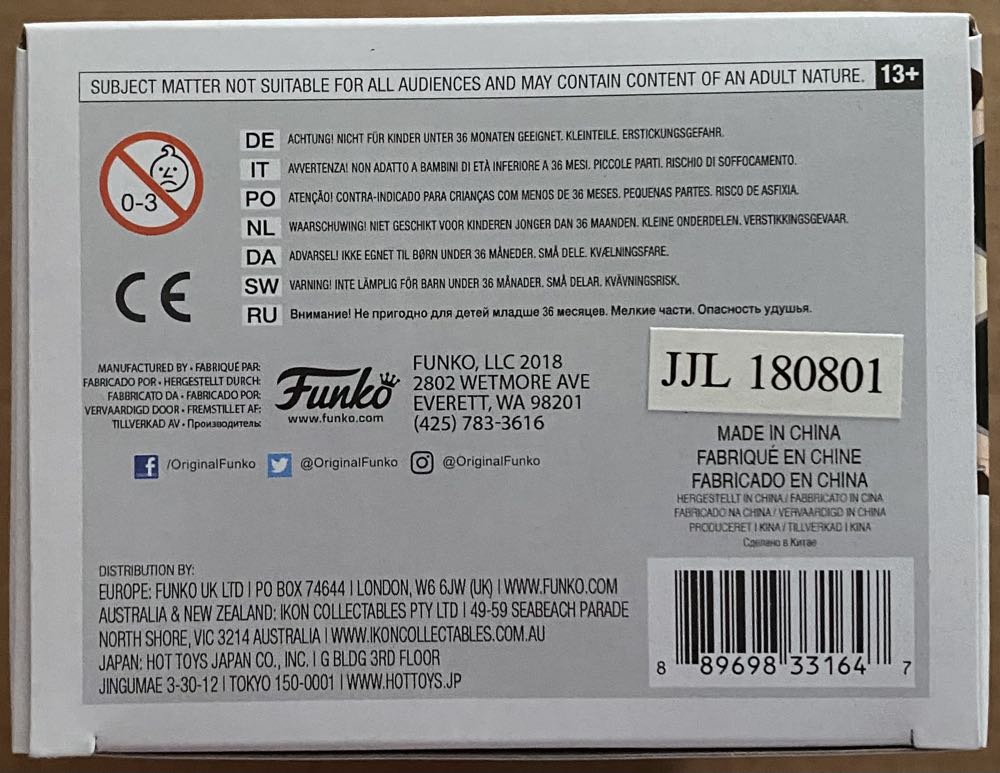 SUBJECT MATTER NOT SUITABLE FOR ALL AUDIENCES AND MAY CONTAIN CONTENT OF AN ADULT NATURE. 13+
0-3
DE ACHTUNG! NICHT FÜR KINDER UNTER 36 MONATEN GEEIGNET. KLEINTEILE. ERSTICKUNGSGEFAHR.
IT AVVERTENZA! NON ADATTO A BAMBINI DI ETÀ INFERIORE A 36 MESI. PICCOLE PARTI. RISCHIO DI SOFFOCAMENTO.
PO ATENÇÃO! CONTRA-INDICADO PARA CRIANÇAS COM MENOS DE 36 MESES. PEQUENAS PARTES. RISCO DE ASFIXIA.
NL WAARSCHUWING! NIET GESCHIKT VOOR KINDEREN JONGER DAN 36 MAANDEN. KLEINE ONDERDELEN. VERSTIKKINGSGEVAAR.
DA ADVARSEL! IKKE EGNET TIL BØRN UNDER 36 MÅNEDER. SMÅ DELE. KVÆLNINGSFARE.
SW VARNING! INTE LÄMPLIG FÖR BARN UNDER 36 MÅNADER. SMÅ DELAR. KVÄVNINGSRISK.
RU Внимание! Не пригодно для детей младше 36 месяцев. Мелкие части. Опасность удушья.
CE
MANUFACTURED BY • FABRIQUÉ PAR:
FABRICADO POR • HERGESTELLT DURCH:
FABRICATO DA • FABRICADO POR:
VERVAARDIGD DOOR • FREMSTILLET AF:
TILLVERKAD AV • Производитель:
Funko
www.funko.com
FUNKO, LLC 2018
2802 WETMORE AVE
EVERETT, WA 98201
(425) 783-3616
JJL 180801
/OriginalFunko @OriginalFunko @OriginalFunko
MADE IN CHINA
FABRIQUÉ EN CHINE
FABRICADO EN CHINA
HERGESTELLT IN CHINA / FABBRICATO IN CINA
FABRICADO NA CHINA / VERVAARDIGD IN CHINA
PRODUCERET I KINA / TILLVERKAD I KINA
Сделано в Китае
DISTRIBUTION BY:
EUROPE: FUNKO UK LTD | PO BOX 74644 | LONDON, W6 6JW (UK) | WWW.FUNKO.COM
AUSTRALIA & NEW ZEALAND: IKON COLLECTABLES PTY LTD | 49-59 SEABEACH PARADE
NORTH SHORE, VIC 3214 AUSTRALIA | WWW.IKONCOLLECTABLES.COM.AU
JAPAN: HOT TOYS JAPAN CO., INC. | G BLDG 3RD FLOOR
JINGUMAE 3-30-12 | TOKYO 150-0001 | WWW.HOTTOYS.JP
8 89698 33164 7